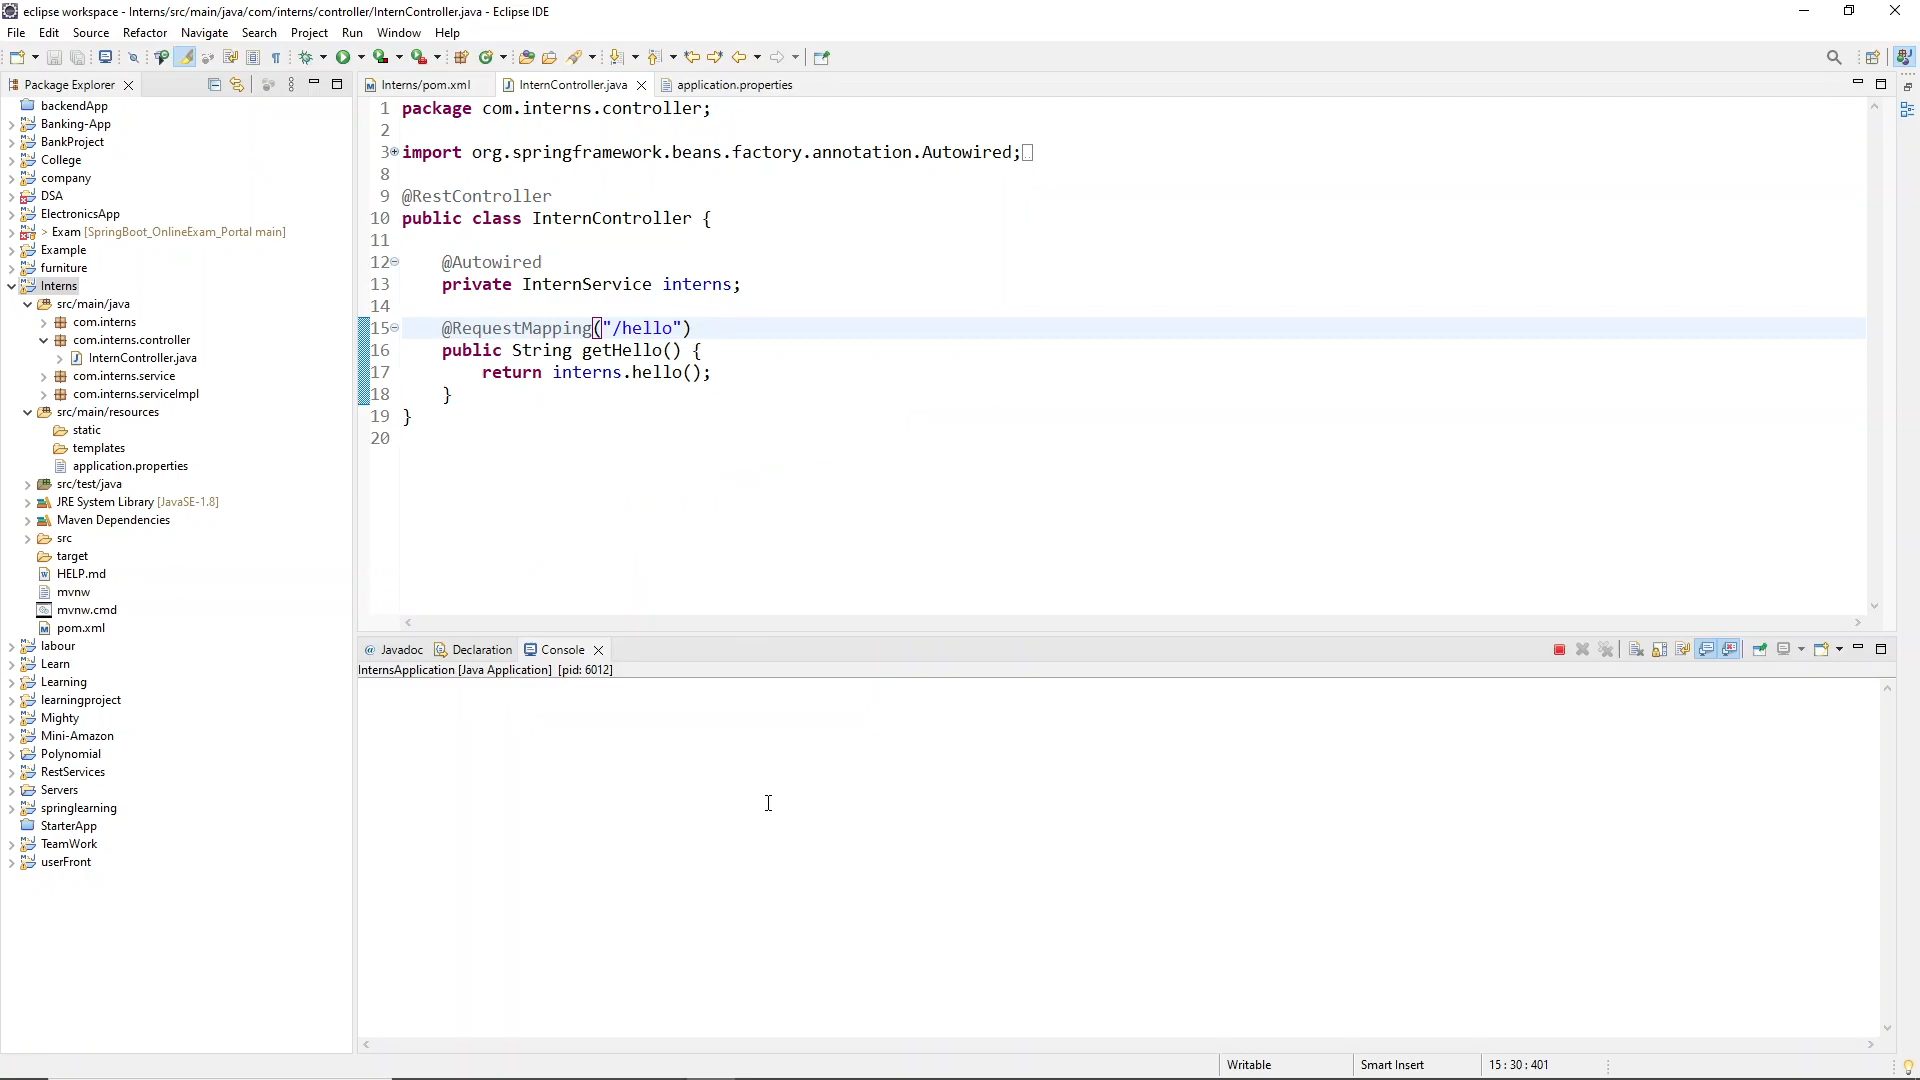 eclipse workspace - Interns/src/main/java/com/interns/controller/InternController.java - Eclipse IDE
File Edit Source Refactor Navigate Search Project Run Window Help
Package Explorer
backendApp
Banking-App
BankProject
College
company
DSA
ElectronicsApp
> Exam [SpringBoot_OnlineExam_Portal main]
Example
furniture
Interns
src/main/java
com.interns
com.interns.controller
InternController.java
com.interns.service
com.interns.serviceImpl
src/main/resources
static
templates
application.properties
src/test/java
JRE System Library [JavaSE-1.8]
Maven Dependencies
src
target
HELP.md
mvnw
mvnw.cmd
pom.xml
labour
Learn
Learning
learningproject
Mighty
Mini-Amazon
Polynomial
RestServices
Servers
springlearning
StarterApp
TeamWork
userFront
Interns/pom.xml InternController.java application.properties
1 package com.interns.controller;
2
3 import org.springframework.beans.factory.annotation.Autowired;
8
9 @RestController
10 public class InternController {
11
12 @Autowired
13 private InternService interns;
14
15 @RequestMapping("/hello")
16 public String getHello() {
17 return interns.hello();
18 }
19 }
20
@ Javadoc Declaration Console
InternsApplication [Java Application] [pid: 6012]
Writable Smart Insert 15 : 30 : 401